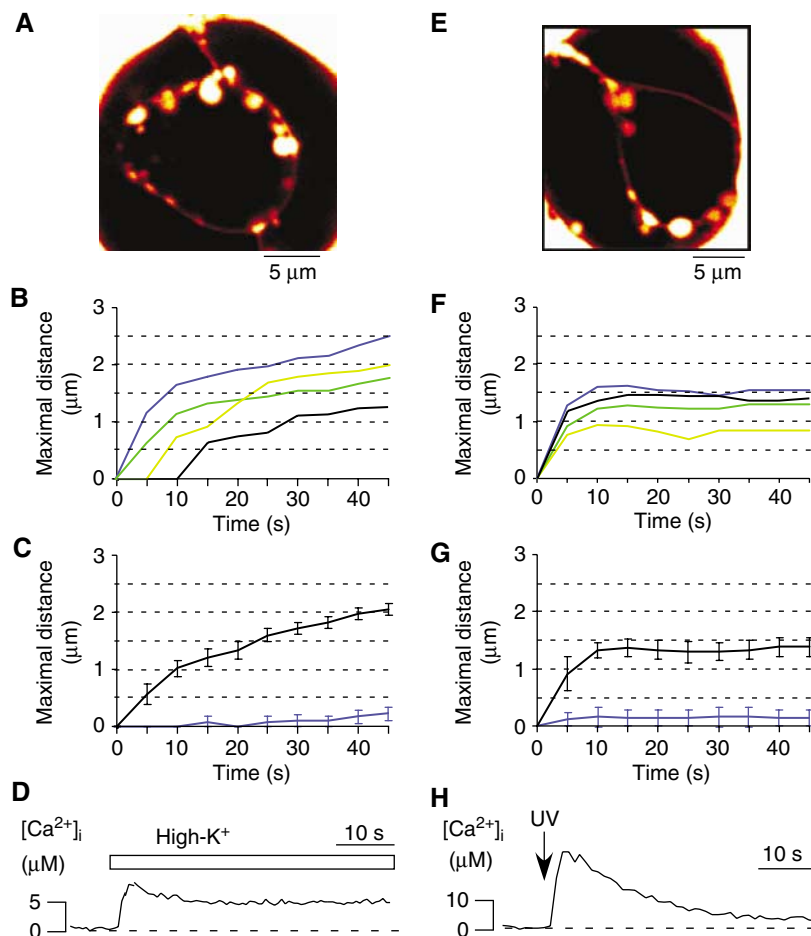 A
5 μm
B
Maximal distance
(μm)
3
2
1
0
0 10 20 30 40
Time (s)
C
Maximal distance
(μm)
3
2
1
0
0 10 20 30 40
Time (s)
D
[Ca²⁺]ᵢ
(μM)
High-K⁺
10 s
5
0
E
5 μm
F
Maximal distance
(μm)
3
2
1
0
0 10 20 30 40
Time (s)
G
Maximal distance
(μm)
3
2
1
0
0 10 20 30 40
Time (s)
H
[Ca²⁺]ᵢ
(μM)
UV
10 s
10
0